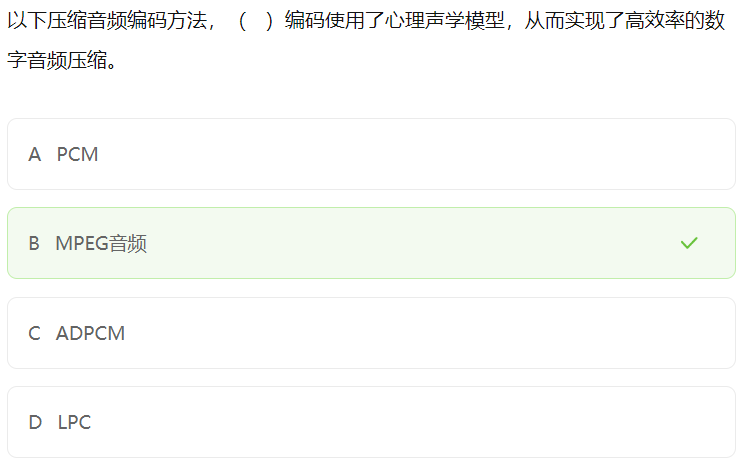 以下压缩音频编码方法，（　）编码使用了心理声学模型，从而实现了高效率的数
字音频压缩。
A PCM
B MPEG音频
C ADPCM
D LPC